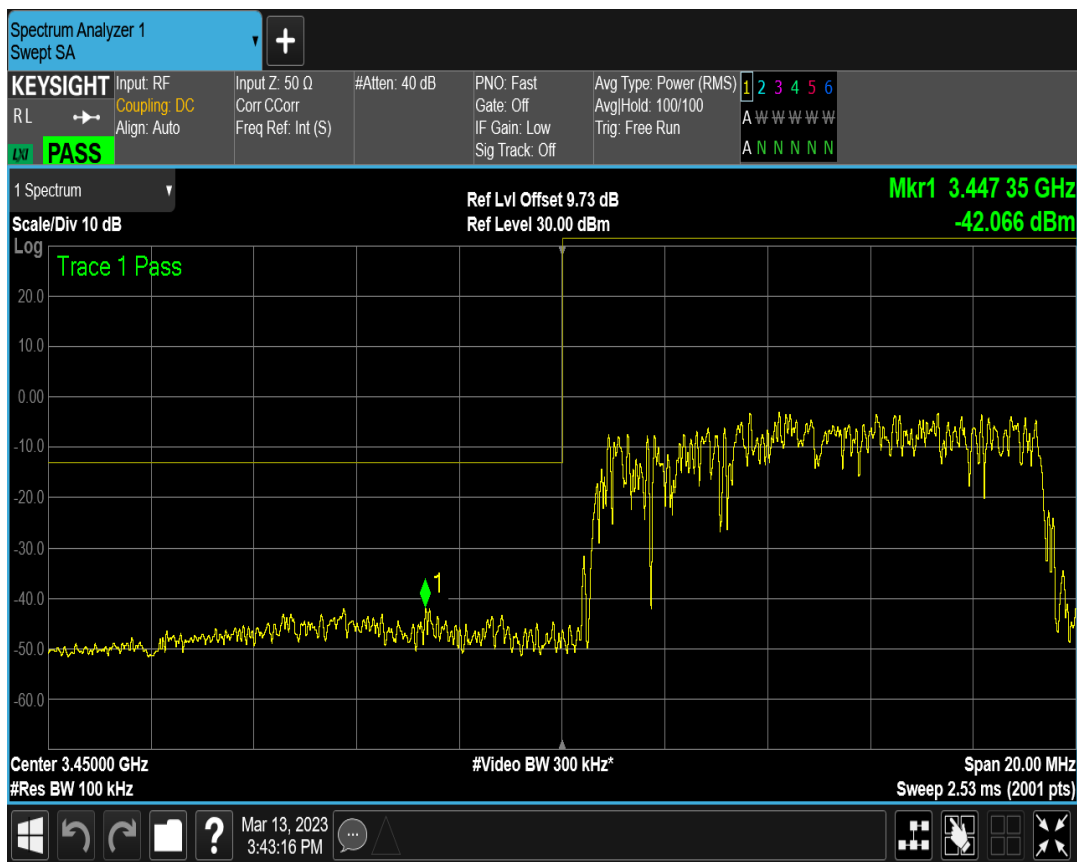 Spectrum Analyzer 1
Swept SA
+
KEYSIGHT
R L
LXI PASS
Input: RF
Coupling: DC
Align: Auto
Input Z: 50 Ω
Corr CCorr
Freq Ref: Int (S)
#Atten: 40 dB
PNO: Fast
Gate: Off
IF Gain: Low
Sig Track: Off
Avg Type: Power (RMS)
Avg|Hold: 100/100
Trig: Free Run
1 2 3 4 5 6
A W W W W W
A N N N N N
1 Spectrum
Scale/Div 10 dB
Ref Lvl Offset 9.73 dB
Ref Level 30.00 dBm
Mkr1 3.447 35 GHz
-42.066 dBm
Log
Trace 1 Pass
20.0
10.0
0.00
-10.0
-20.0
-30.0
-40.0
-50.0
-60.0
1
Center 3.45000 GHz
#Res BW 100 kHz
#Video BW 300 kHz*
Span 20.00 MHz
Sweep 2.53 ms (2001 pts)
?
Mar 13, 2023
3:43:16 PM